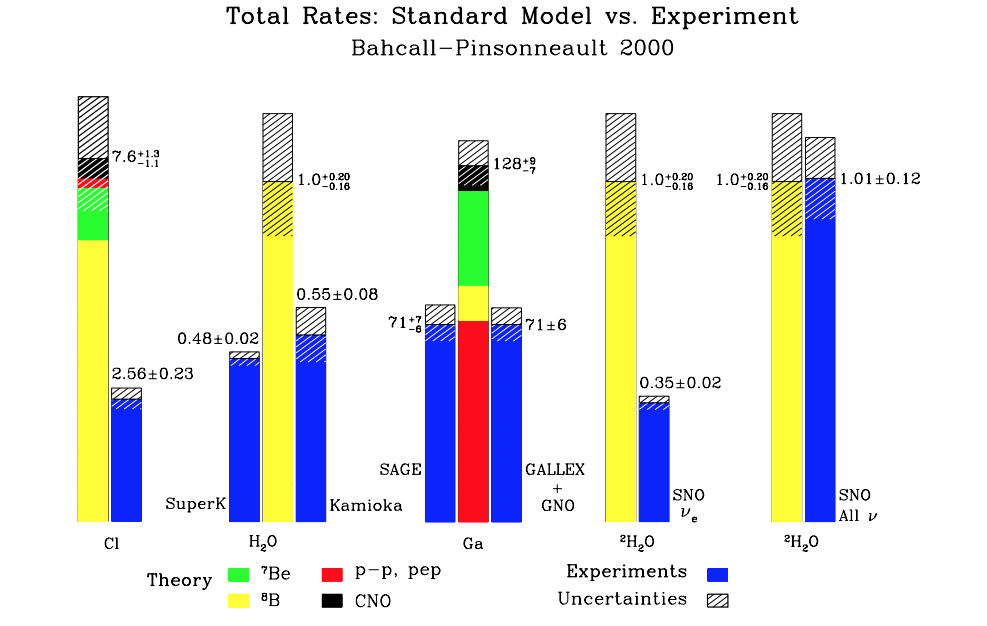 Total Rates: Standard Model vs. Experiment
Bahcall−Pinsonneault 2000
7.6+1.3−1.1
2.56±0.23
0.48±0.02
1.0+0.20−0.16
0.55±0.08
SuperK
Kamioka
71+7−6
128+9−7
71±6
SAGE
GALLEX
+
GNO
1.0+0.20−0.16
0.35±0.02
SNO
νe
1.0+0.20−0.16
1.01±0.12
SNO
All ν
Cl
H2O
Ga
²H2O
²H2O
Theory
⁷Be
⁸B
p−p, pep
CNO
Experiments
Uncertainties